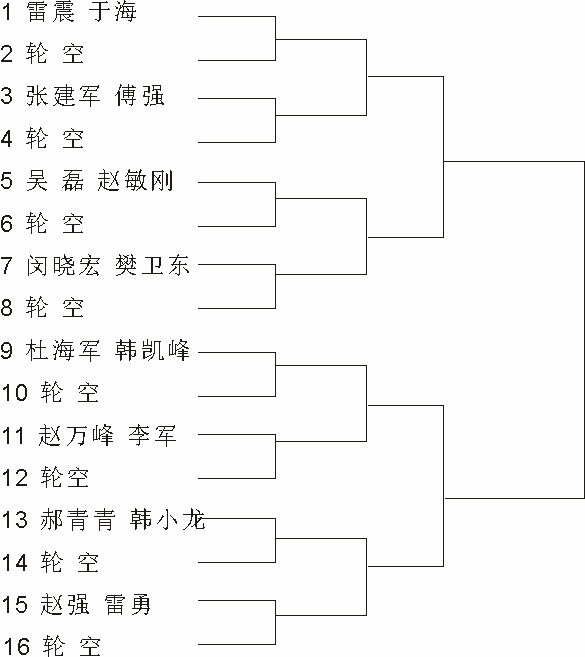 1 雷震 于海
2 轮 空
3 张建军 傅强
4 轮 空
5 吴 磊 赵敏刚
6 轮 空
7 闵晓宏 樊卫东
8 轮 空
9 杜海军 韩凯峰
10 轮 空
11 赵万峰 李军
12 轮空
13 郝青青 韩小龙
14 轮 空
15 赵强 雷勇
16 轮 空